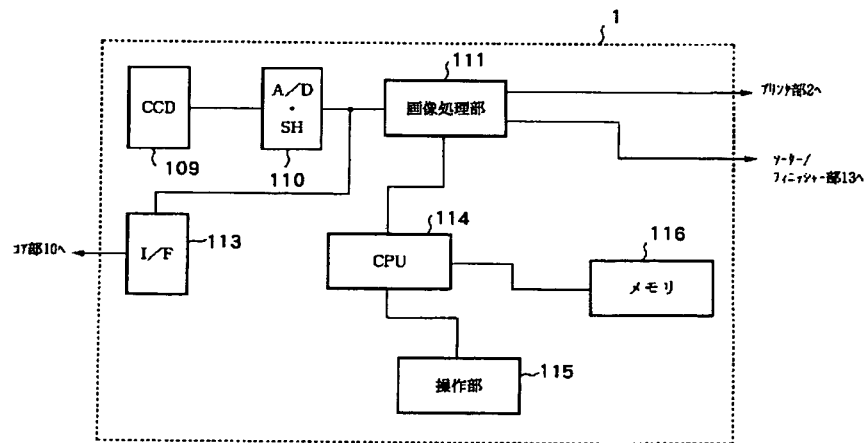 1
111
CCD
A/D
・
SH
画像処理部
プリンタ部2へ
109
110
ソーター/
フィニッシャー部13へ
コア部10へ
I/F
113
114
CPU
116
メモリ
操作部
115